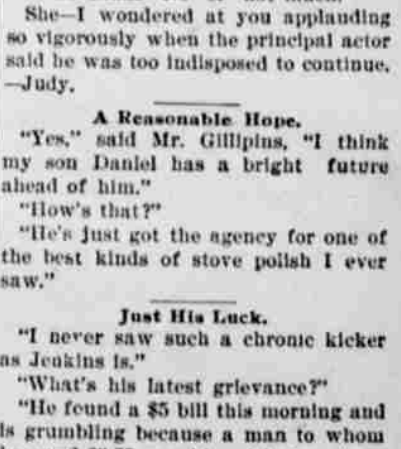 She—I wondered at you applauding
so vigorously when the principal actor
said he was too indisposed to continue.
—Judy.
A Reasonable Hope.
"Yes," said Mr. Gillipins, "I think
my son Daniel has a bright future
ahead of him."
"How's that?"
"He's just got the agency for one of
the best kinds of stove polish I ever
saw."
Just His Luck.
"I never saw such a chronic kicker
as Jenkins is."
"What's his latest grievance?"
"He found a $5 bill this morning and
is grumbling because a man to whom